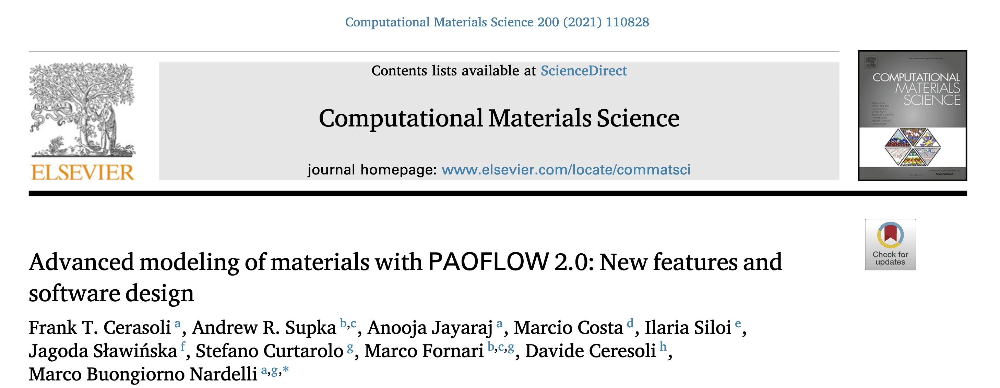 Computational Materials Science 200 (2021) 110828
NON SOLUS
ELSEVIER
Contents lists available at ScienceDirect
Computational Materials Science
journal homepage: www.elsevier.com/locate/commatsci
COMPUTATIONAL
MATERIALS
SCIENCE
ScienceDirect
Check for
updates
Advanced modeling of materials with PAOFLOW 2.0: New features and
software design
Frank T. Cerasoli a, Andrew R. Supka b,c, Anooja Jayaraj a, Marcio Costa d, Ilaria Siloi e,
Jagoda Sławińska f, Stefano Curtarolo g, Marco Fornari b,c,g, Davide Ceresoli h,
Marco Buongiorno Nardelli a,g,*